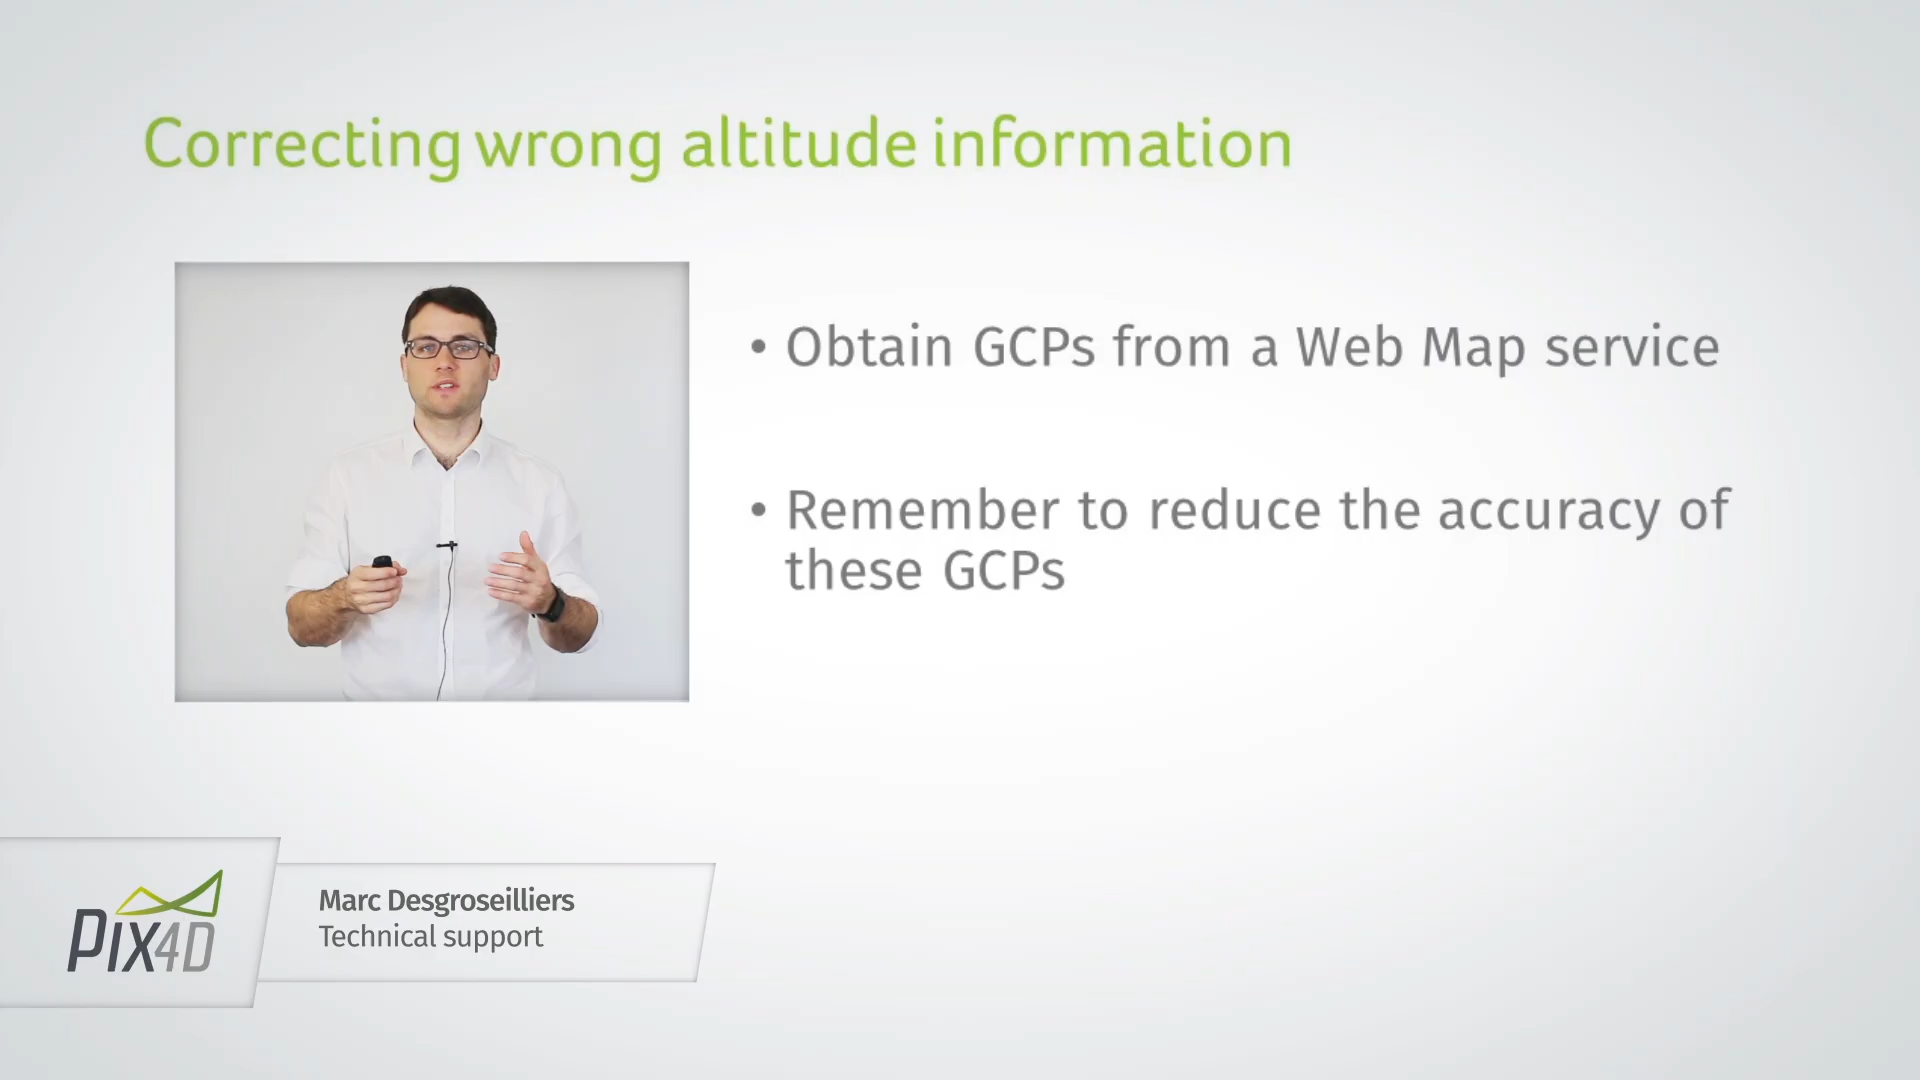 Correcting wrong altitude information
• Obtain GCPs from a Web Map service
• Remember to reduce the accuracy of
these GCPs
PIX4D
Marc Desgroseilliers
Technical support